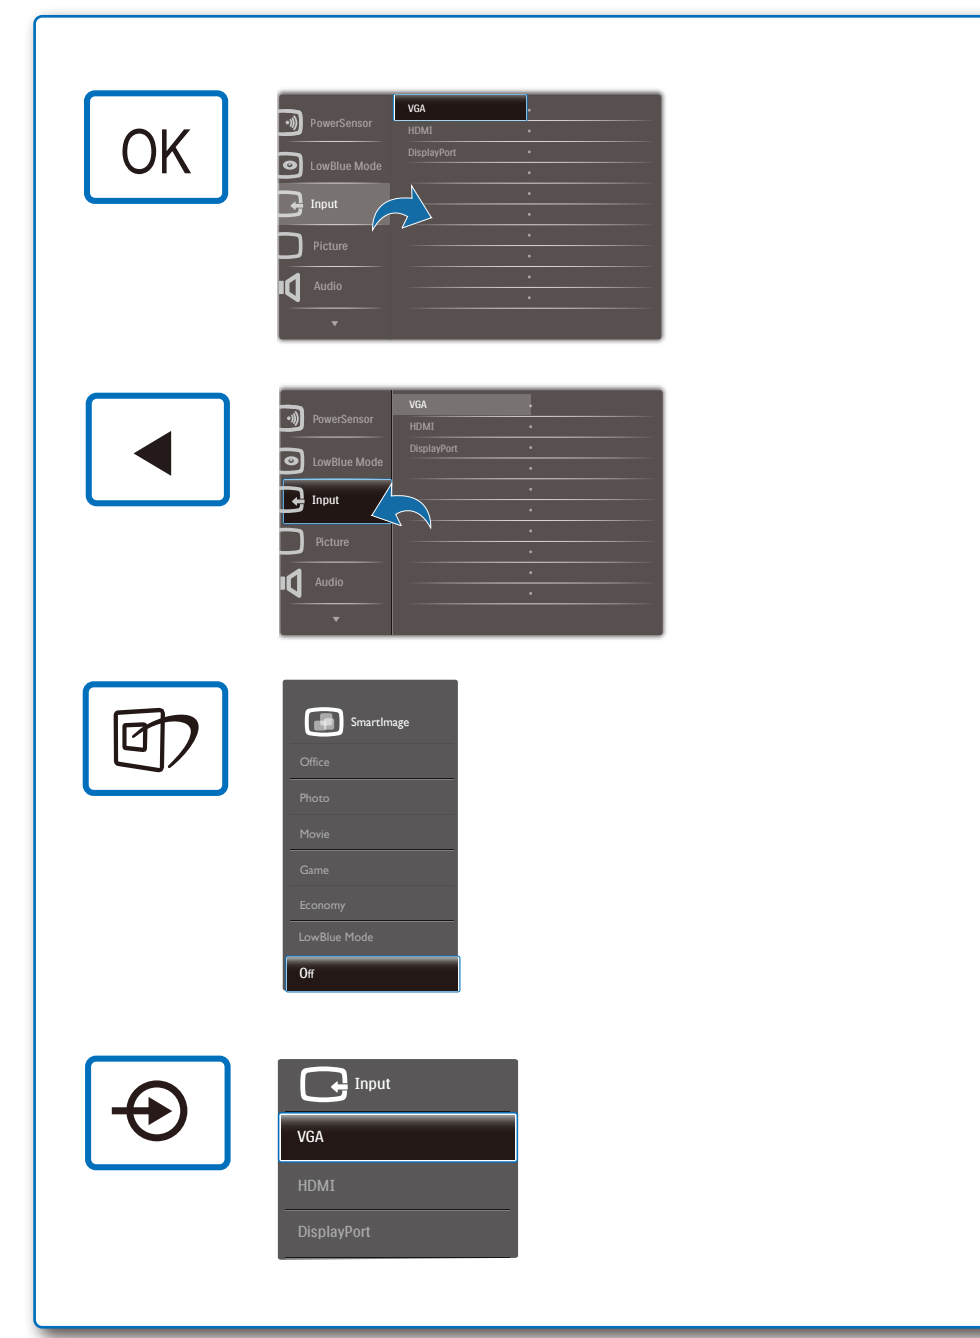 OK
PowerSensor
LowBlue Mode
Input
Picture
Audio
VGA
HDMI
DisplayPort
PowerSensor
LowBlue Mode
Input
Picture
Audio
VGA
HDMI
DisplayPort
SmartImage
Office
Photo
Movie
Game
Economy
LowBlue Mode
Off
Input
VGA
HDMI
DisplayPort